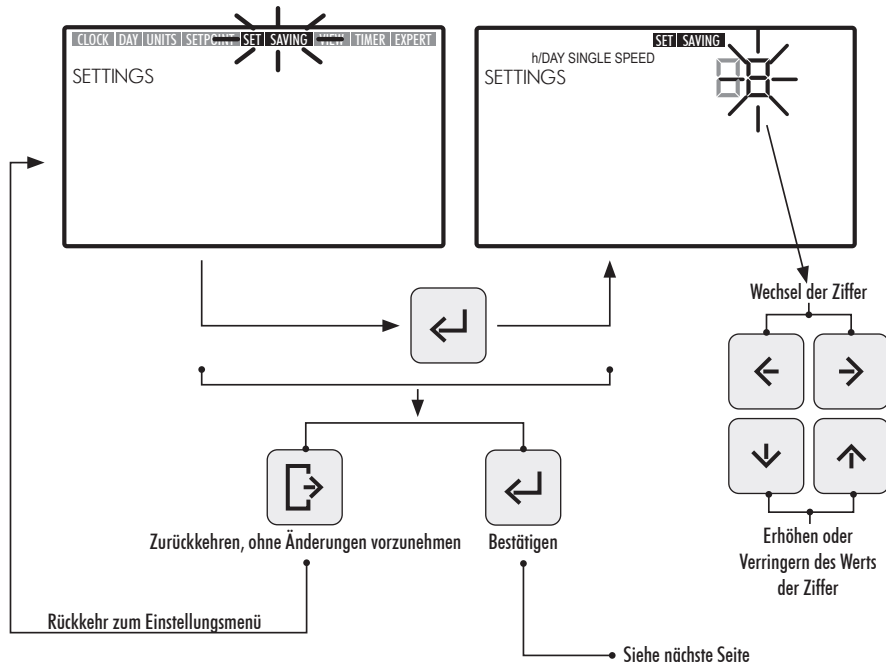 CLOCK DAY UNITS SETPOINT SET SAVING VIEW TIMER EXPERT
SETTINGS
SET SAVING
h/DAY SINGLE SPEED
SETTINGS
88
Wechsel der Ziffer
Zurückkehren, ohne Änderungen vorzunehmen
Bestätigen
Erhöhen oder
Verringern des Werts
der Ziffer
Rückkehr zum Einstellungsmenü
Siehe nächste Seite